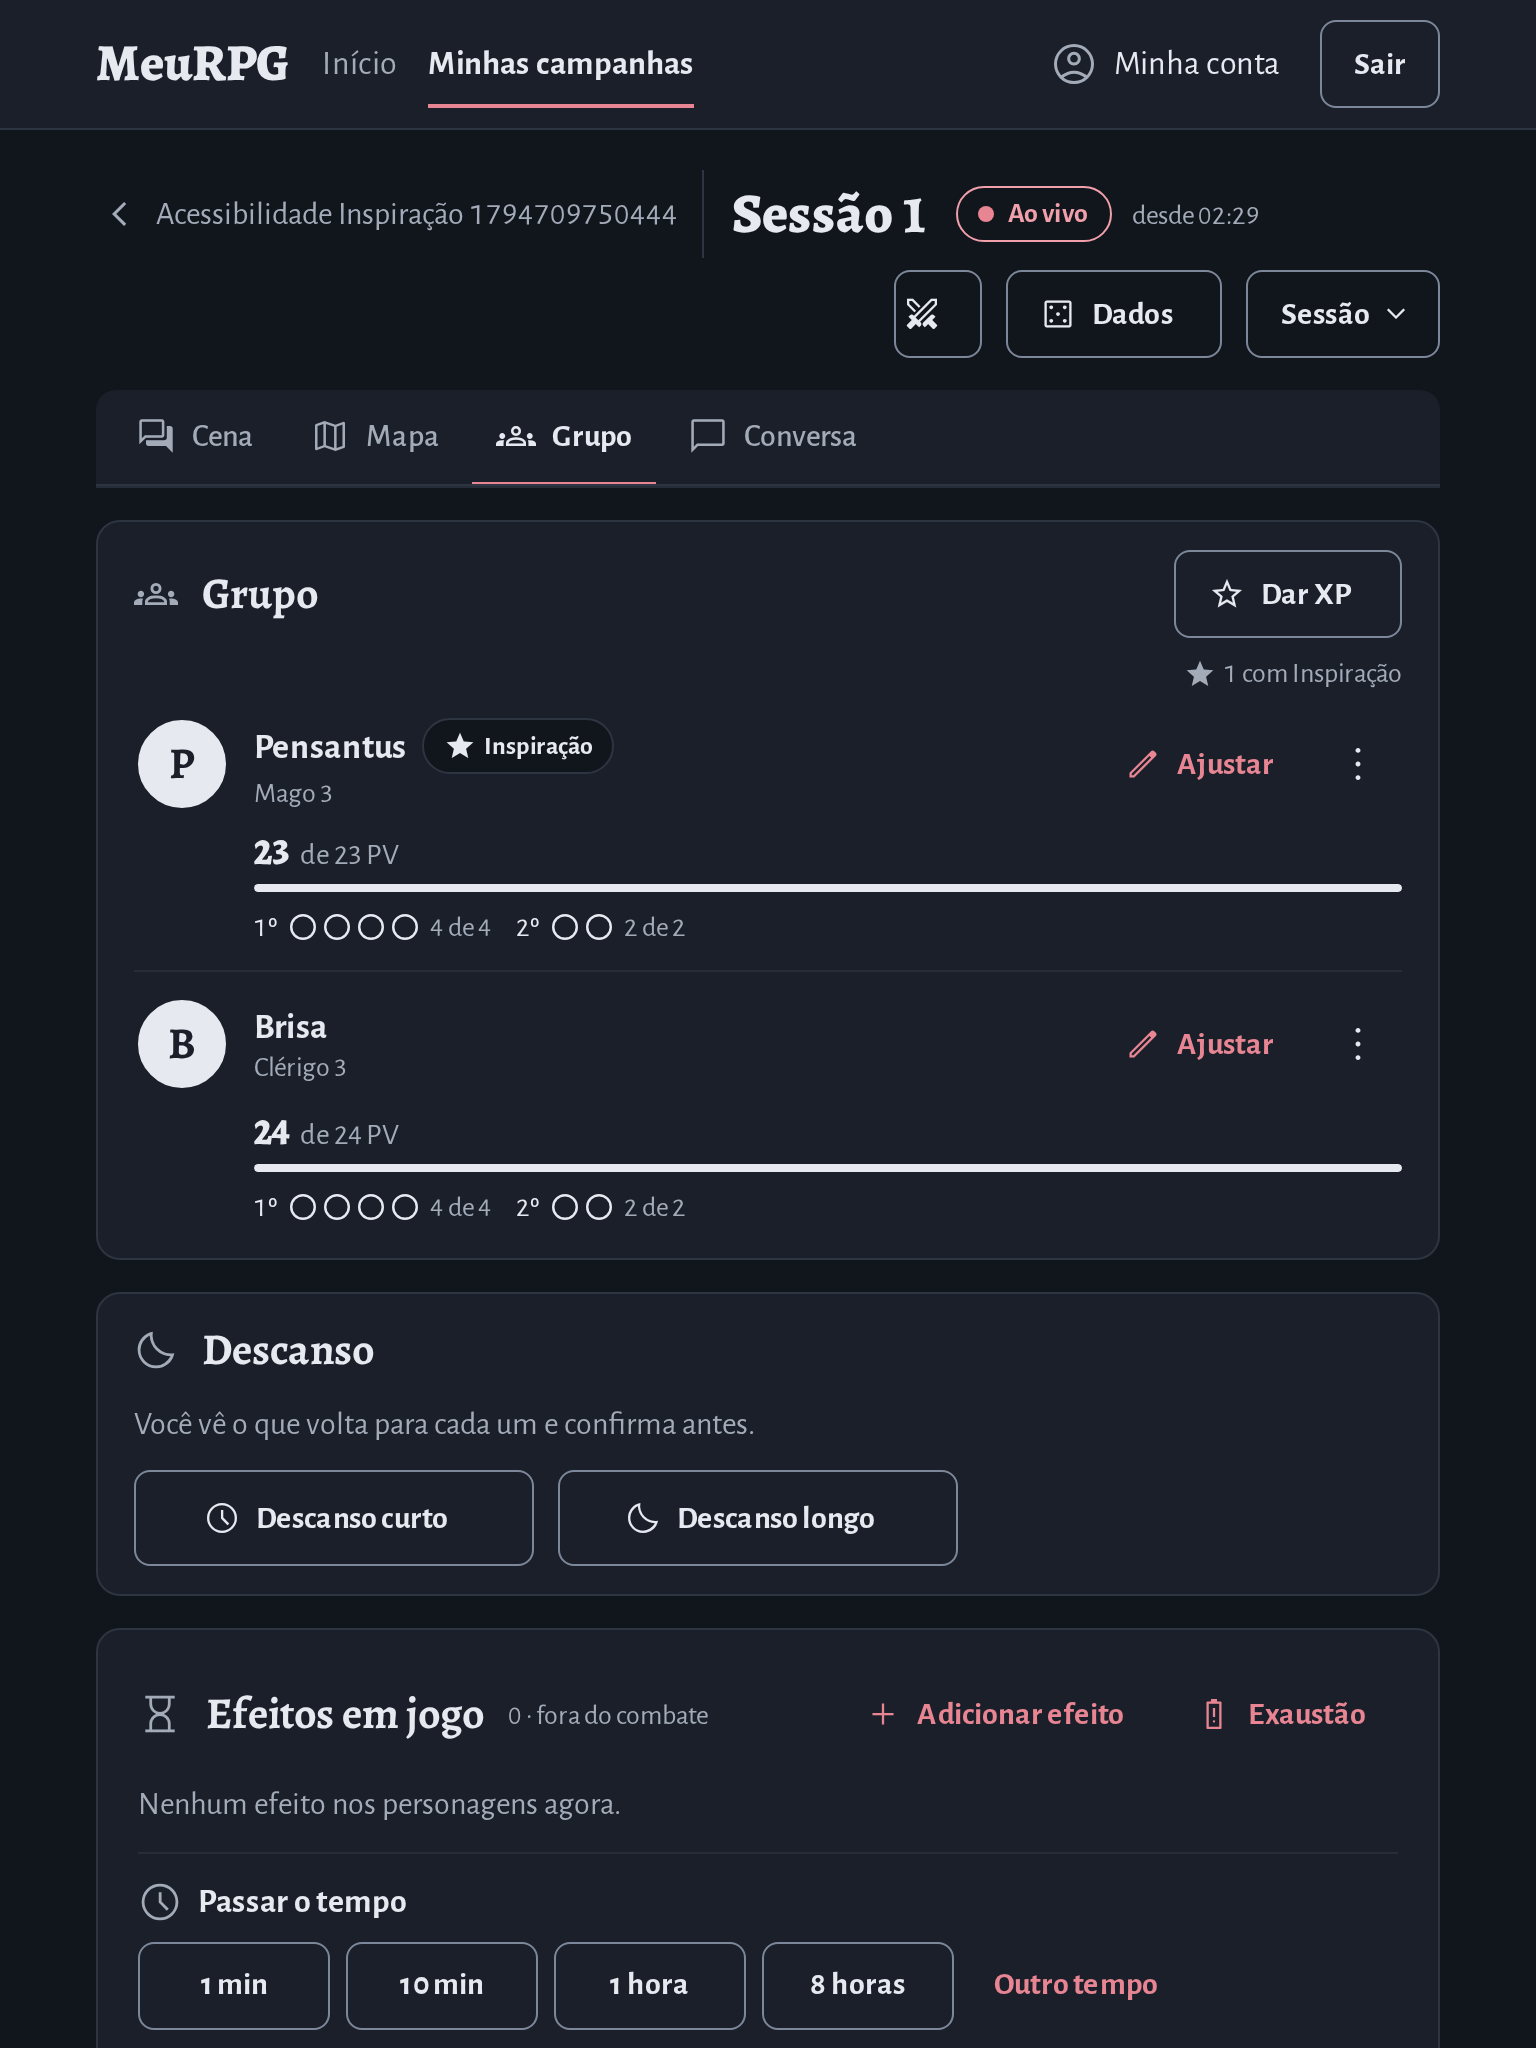 MeuRPG Início Minhas campanhas Minha conta Sair
Acessibilidade Inspiração 1794709750444 Sessão 1 Ao vivo desde 02:29
Dados Sessão
Cena Mapa Grupo Conversa
Grupo Dar XP
1 com Inspiração
P Pensantus Inspiração Ajustar
Mago 3
23 de 23 PV
1º 4 de 4 2º 2 de 2
B Brisa Ajustar
Clérigo 3
24 de 24 PV
1º 4 de 4 2º 2 de 2
Descanso
Você vê o que volta para cada um e confirma antes.
Descanso curto Descanso longo
Efeitos em jogo 0 · fora do combate Adicionar efeito Exaustão
Nenhum efeito nos personagens agora.
Passar o tempo
1 min 10 min 1 hora 8 horas Outro tempo